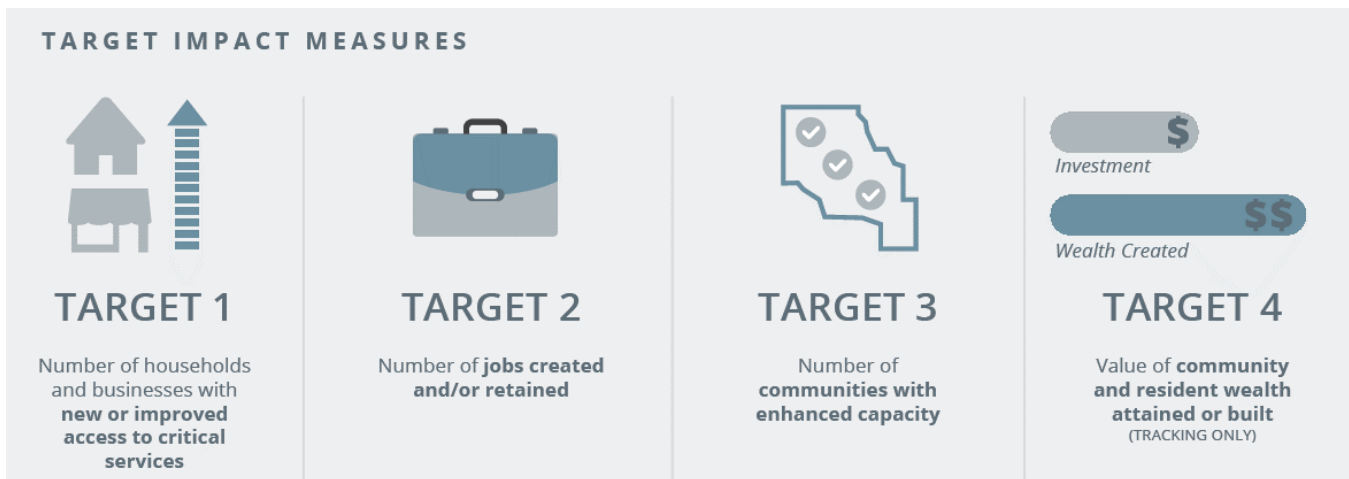 TARGET IMPACT MEASURES
$
Investment
$$
Wealth Created
TARGET 1
Number of households
and businesses with
new or improved
access to critical
services
TARGET 2
Number of jobs created
and/or retained
TARGET 3
Number of
communities with
enhanced capacity
TARGET 4
Value of community
and resident wealth
attained or built
(TRACKING ONLY)